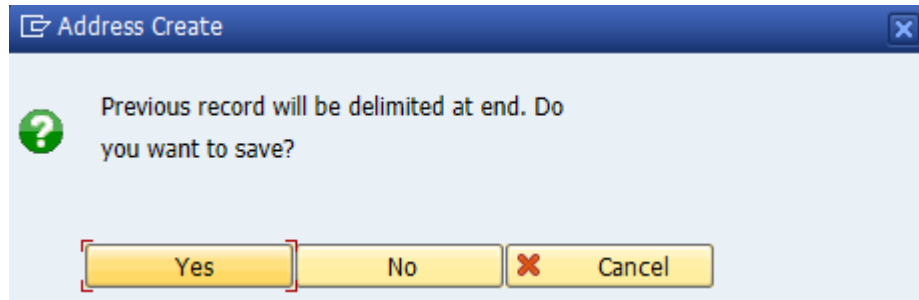 Address Create
Previous record will be delimited at end. Do
you want to save?
Yes No Cancel